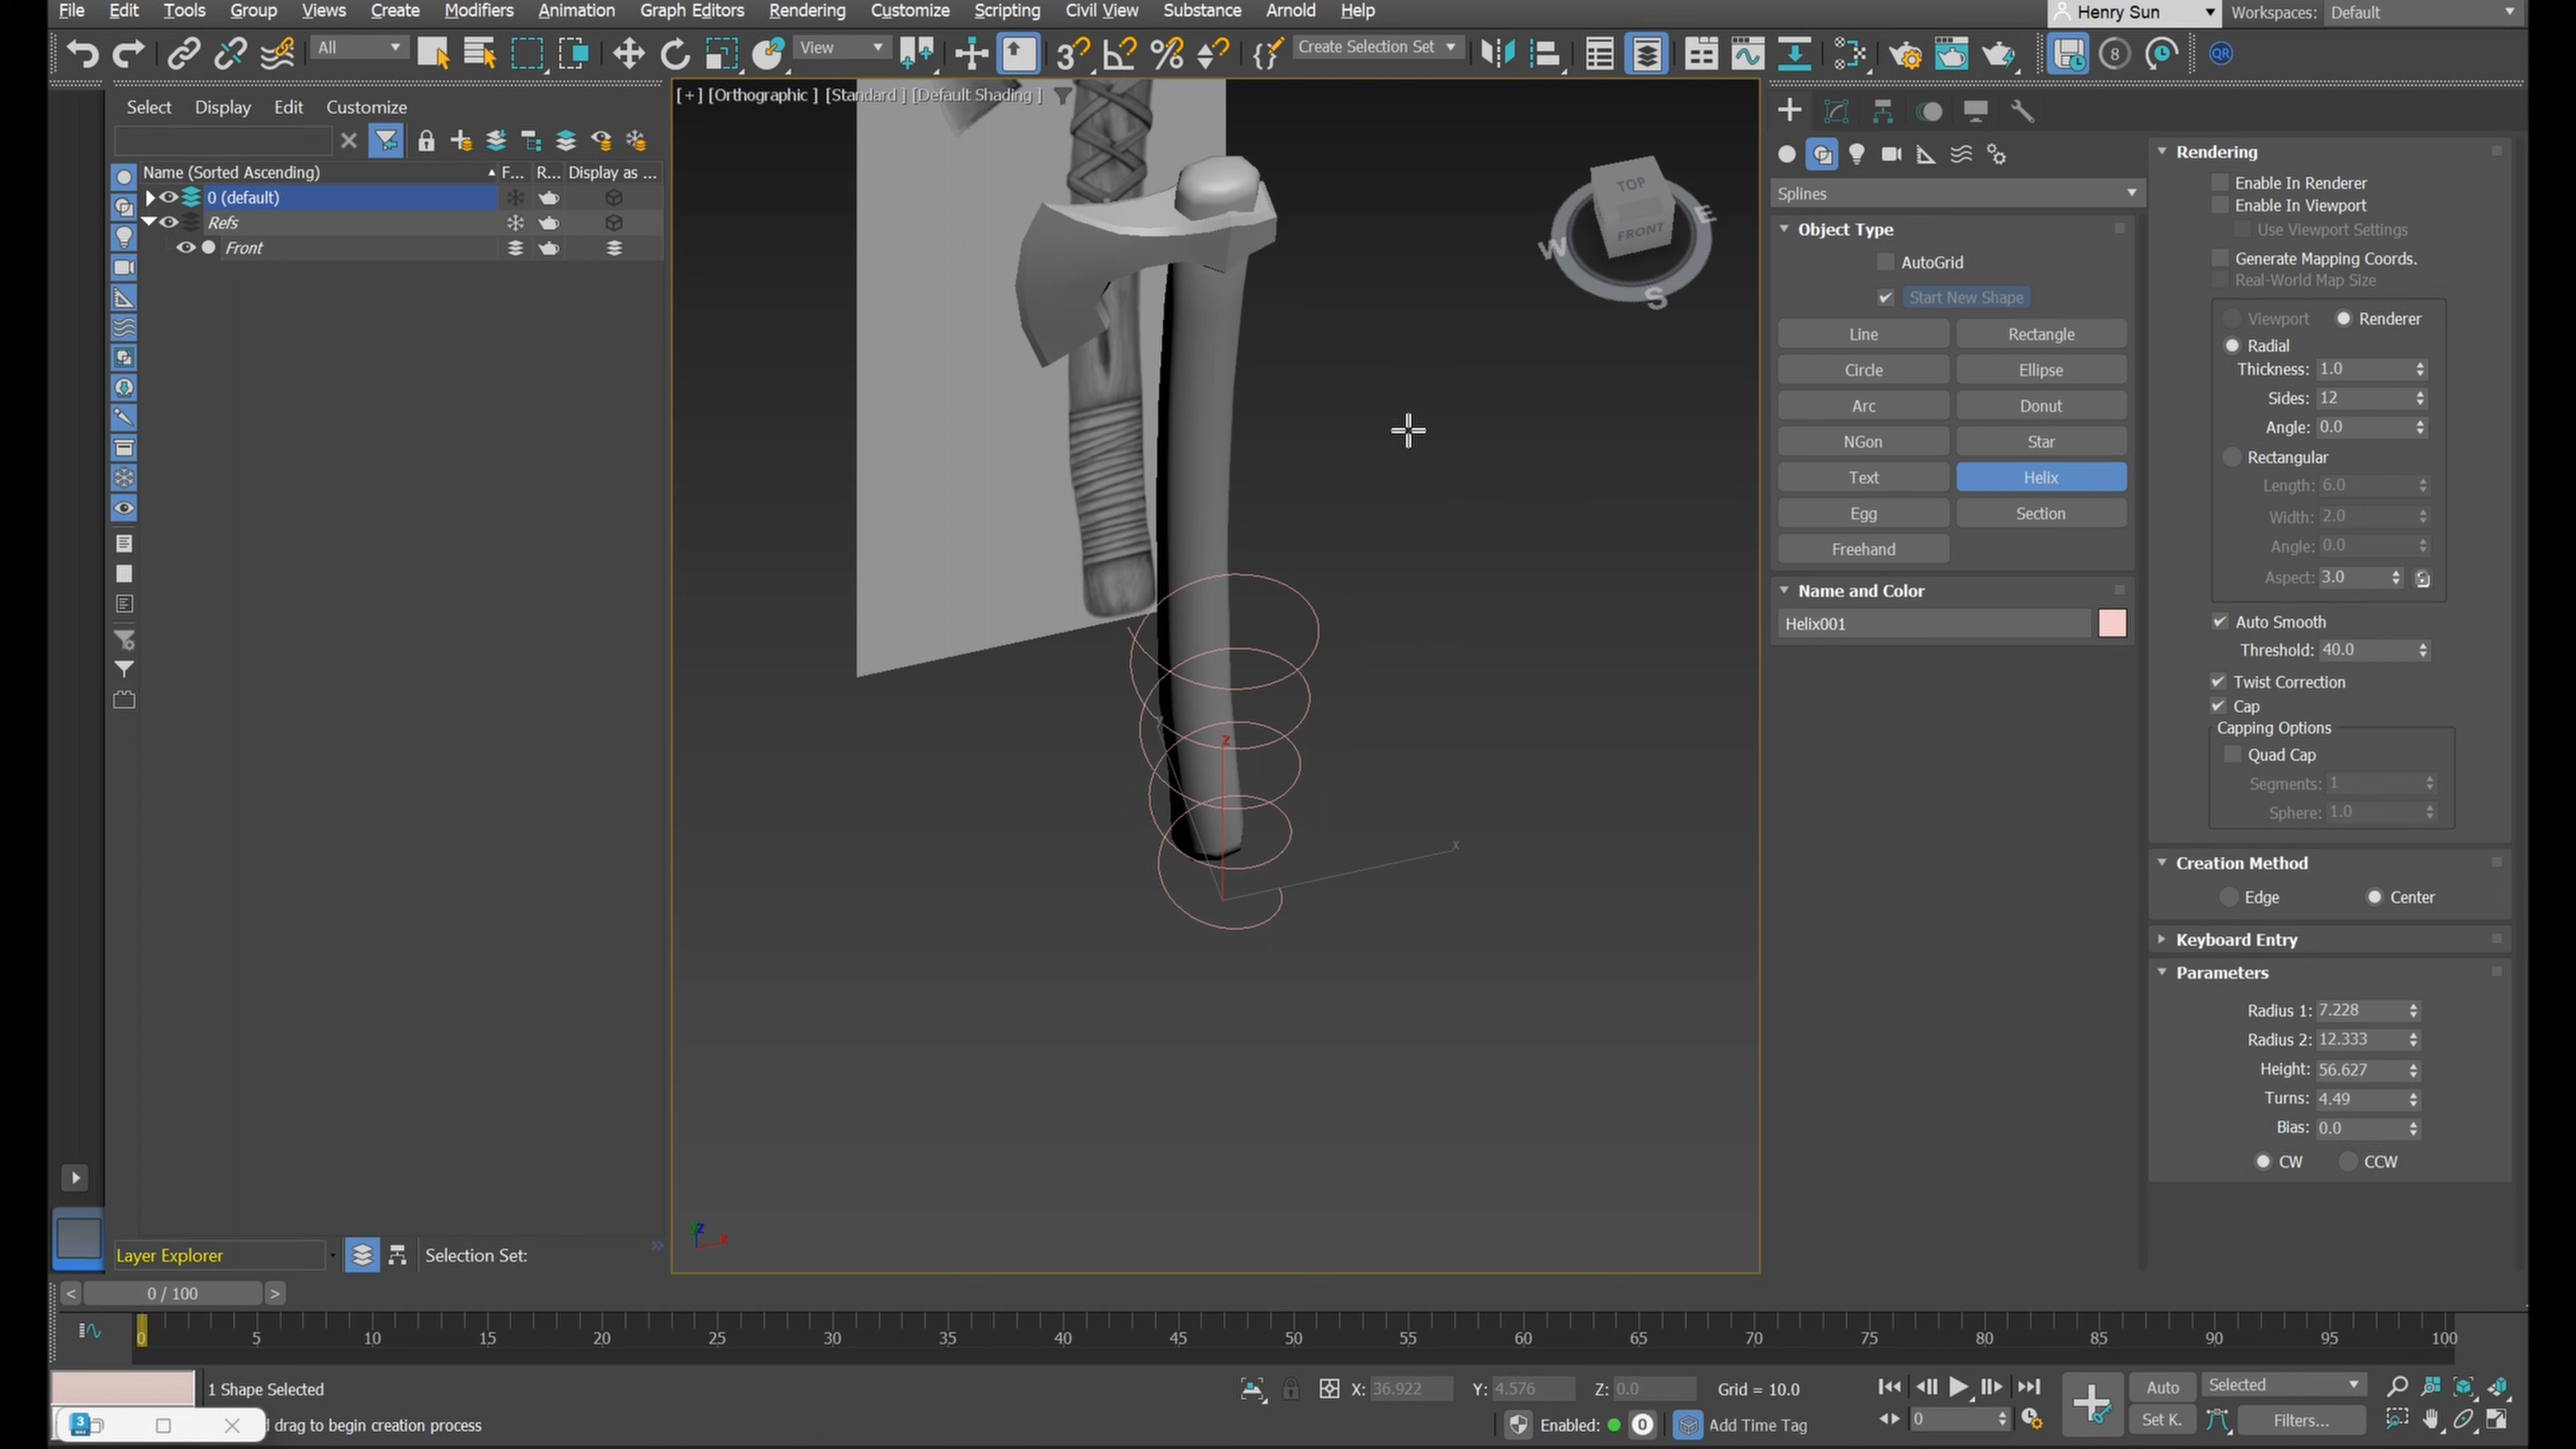 File Edit Tools Group Views Create Modifiers Animation Graph Editors Rendering Customize Scripting Civil View Substance Arnold Help
Henry Sun Workspaces: Default
All View Create Selection Set
Select Display Edit Customize
[+] [Orthographic ] [Standard ] [Default Shading ]
Name (Sorted Ascending) F... R... Display as ...
0 (default)
Refs
Front
TOP
FRONT
W
E
S
Splines
Object Type
AutoGrid
Start New Shape
Line Rectangle
Circle Ellipse
Arc Donut
NGon Star
Text Helix
Egg Section
Freehand
Name and Color
Helix001
Rendering
Enable In Renderer
Enable In Viewport
Use Viewport Settings
Generate Mapping Coords.
Real-World Map Size
Viewport Renderer
Radial
Thickness: 1.0
Sides: 12
Angle: 0.0
Rectangular
Length: 6.0
Width: 2.0
Angle: 0.0
Aspect: 3.0
Auto Smooth
Threshold: 40.0
Twist Correction
Cap
Capping Options
Quad Cap
Segments: 1
Sphere: 1.0
Creation Method
Edge Center
Keyboard Entry
Parameters
Radius 1: 7.228
Radius 2: 12.333
Height: 56.627
Turns: 4.49
Bias: 0.0
CW CCW
z
x
Layer Explorer Selection Set:
< 0 / 100 >
0 5 10 15 20 25 30 35 40 45 50 55 60 65 70 75 80 85 90 95 100
1 Shape Selected X: 36.922 Y: 4.576 Z: 0.0 Grid = 10.0 Auto Selected
drag to begin creation process Enabled: 0 Add Time Tag 0 Set K. Filters...